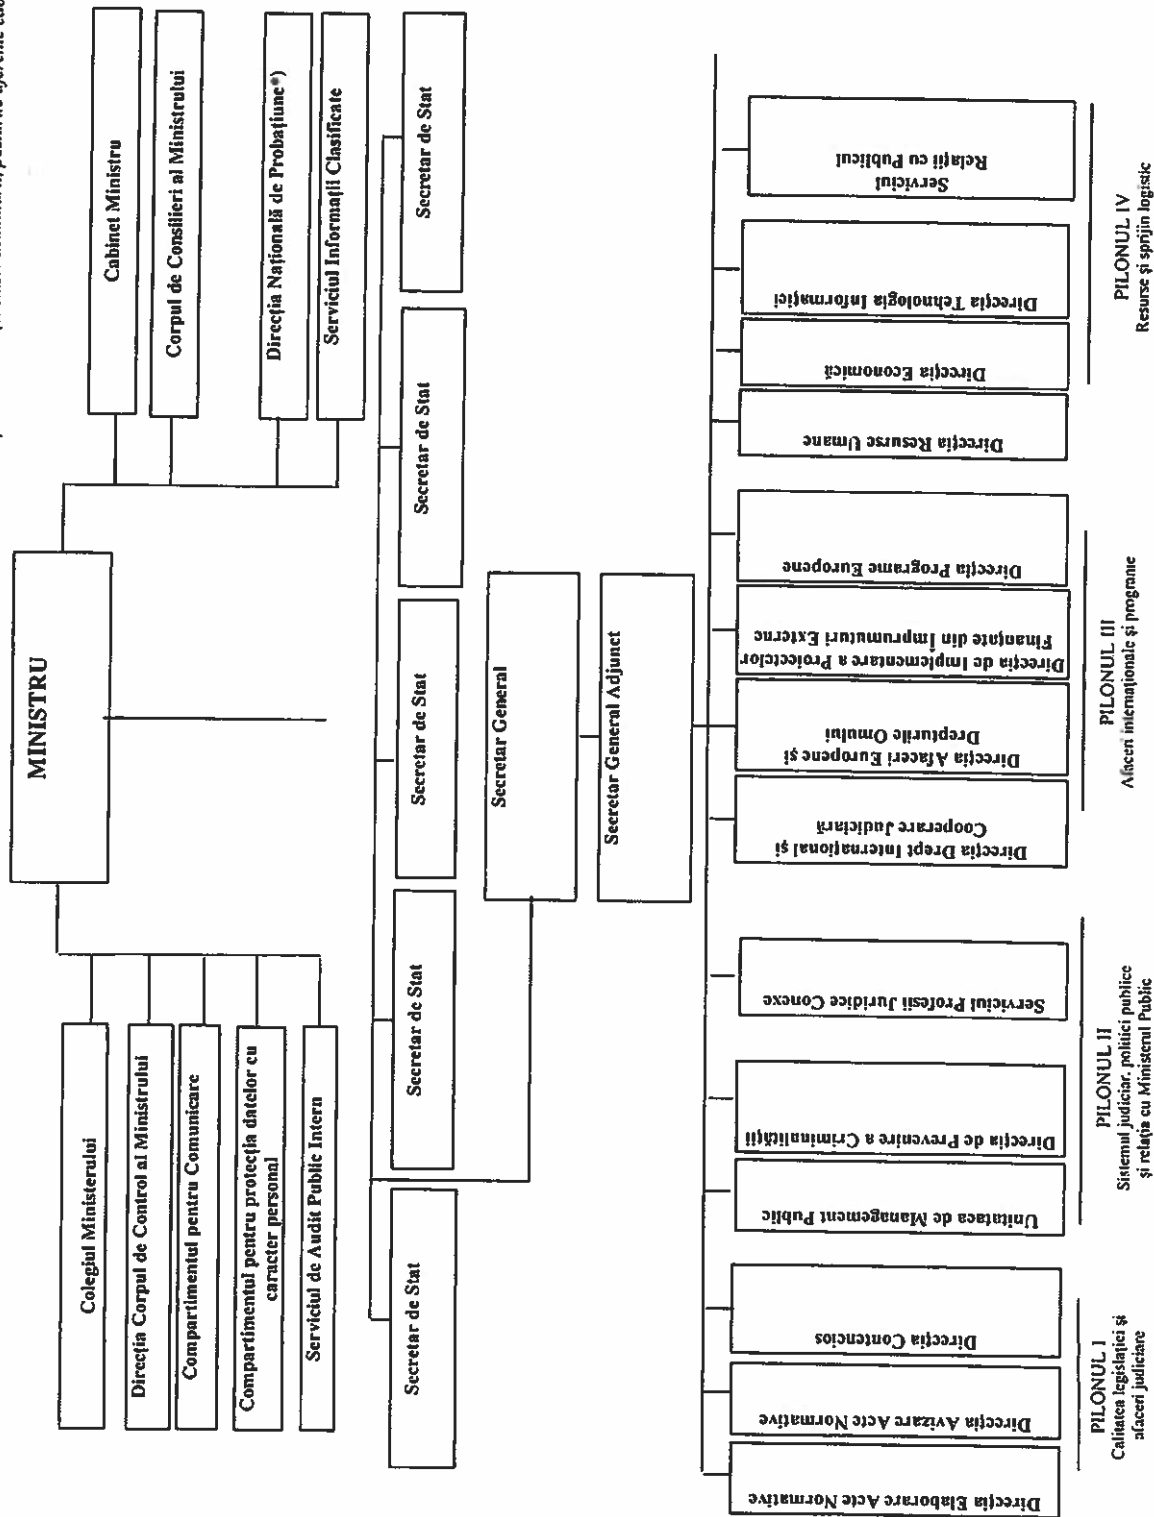 MINISTRU
Cabinet Ministru
Corpul de Consilieri al Ministrului
Direcția Națională de Probațiune*)
Serviciul Informații Clasificate
Colegiul Ministerului
Direcția Corpul de Control al Ministrului
Compartimentul pentru Comunicare
Compartimentul pentru protecția datelor cu
caracter personal
Serviciul de Audit Public Intern
Secretar de Stat
Secretar de Stat
Secretar de Stat
Secretar de Stat
Secretar de Stat
Secretar General
Secretar General Adjunct
Direcția Elaborare Acte Normative
Direcția Avizare Acte Normative
Direcția Contencios
Unitatea de Management Public
Direcția de Prevenire a Criminalității
Serviciul Profesii Juridice Conexe
Direcția Drept Internațional și
Cooperare Judiciară
Direcția Afaceri Europene și
Drepturile Omului
Direcția de Implementare a Proiectelor
Finanțate din Împrumuturi Externe
Direcția Programe Europene
Direcția Resurse Umane
Direcția Economică
Direcția Tehnologia Informației
Serviciul
Relații cu Publicul
PILONUL I
Calitatea legislației și
afaceri judiciare
PILONUL II
Sistemul judiciar, politici publice
și relația cu Ministerul Public
PILONUL III
Afaceri internaționale și programe
PILONUL IV
Resurse și sprijin logistic